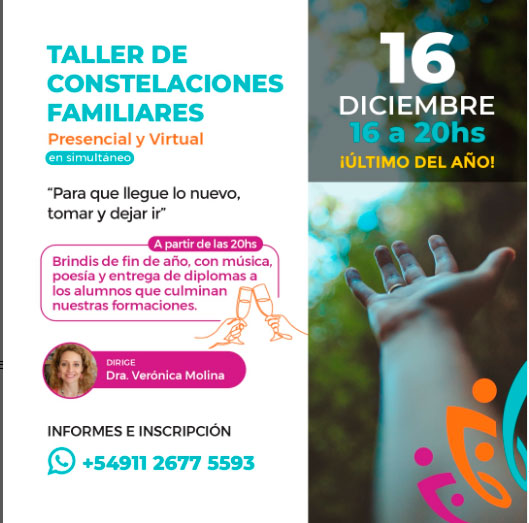 TALLER DE
CONSTELACIONES
FAMILIARES
Presencial y Virtual
en simultáneo
"Para que llegue lo nuevo,
tomar y dejar ir"
A partir de las 20hs
Brindis de fin de año, con música,
poesía y entrega de diplomas a
los alumnos que culminan
nuestras formaciones.
DIRIGE
Dra. Verónica Molina
INFORMES E INSCRIPCIÓN
+54911 2677 5593
16
DICIEMBRE
16 a 20hs
¡ÚLTIMO DEL AÑO!